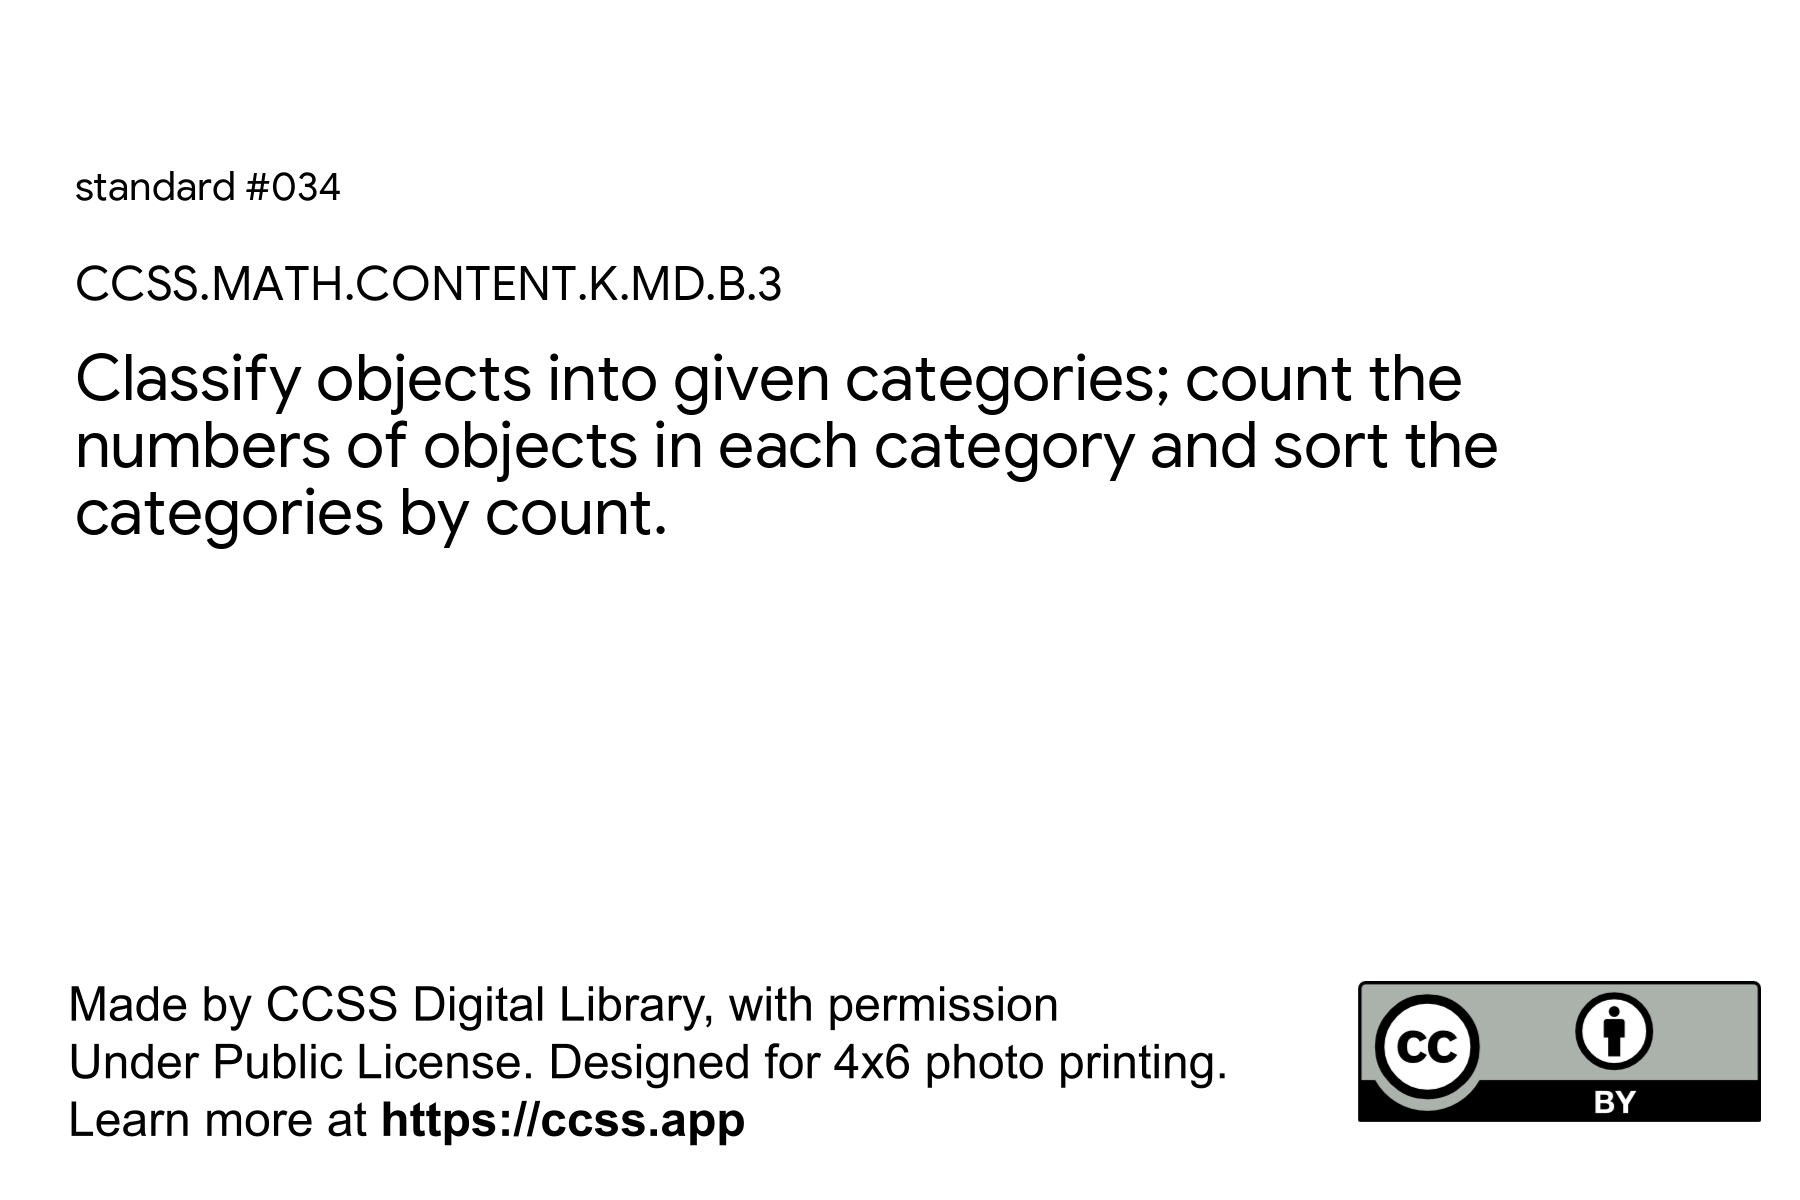 standard #034
CCSS.MATH.CONTENT.K.MD.B.3
Classify objects into given categories; count the
numbers of objects in each category and sort the
categories by count.
Made by CCSS Digital Library, with permission
Under Public License. Designed for 4x6 photo printing.
Learn more at https://ccss.app
cc
BY